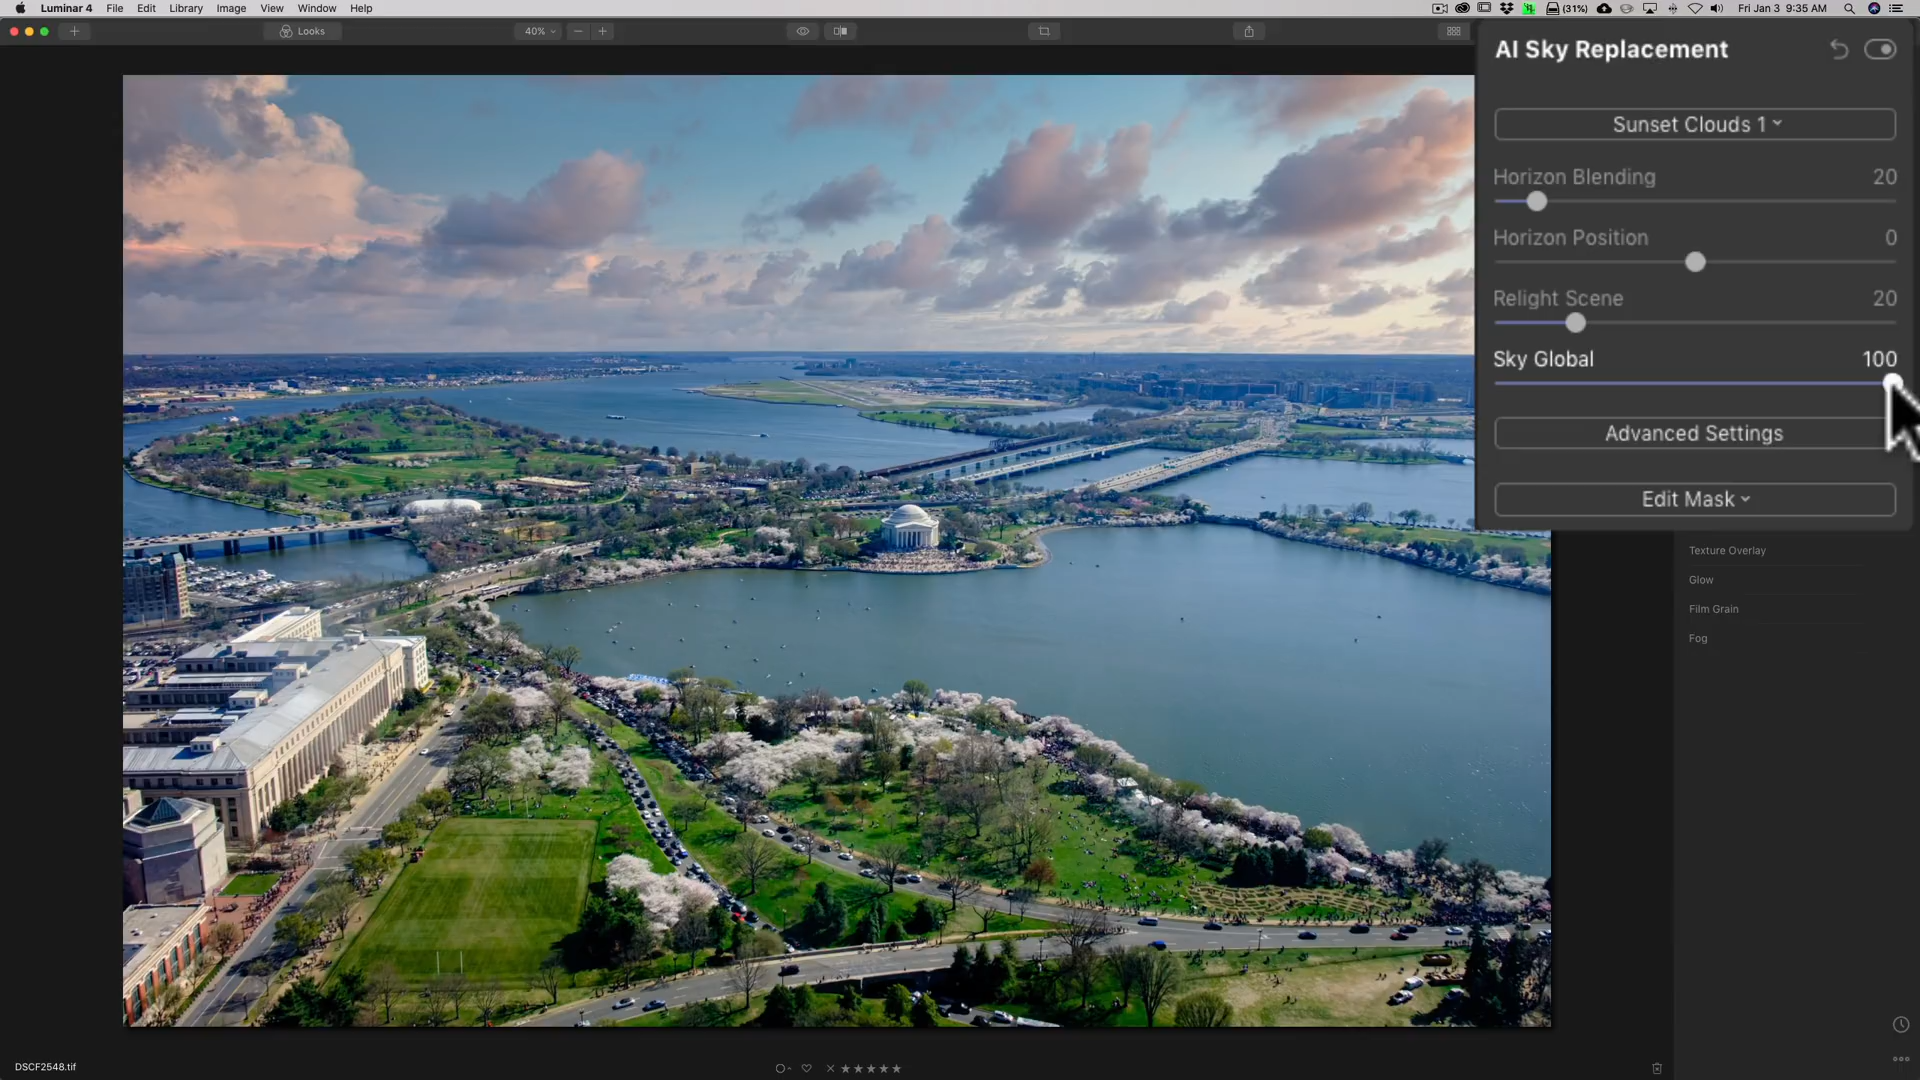 Luminar 4 File Edit Library Image View Window Help (31%) Fri Jan 3 9:35 AM
Looks 40%
AI Sky Replacement
Sunset Clouds 1
Horizon Blending 20
Horizon Position 0
Relight Scene 20
Sky Global 100
Advanced Settings
Edit Mask
Texture Overlay
Glow
Film Grain
Fog
DSCF2548.tif